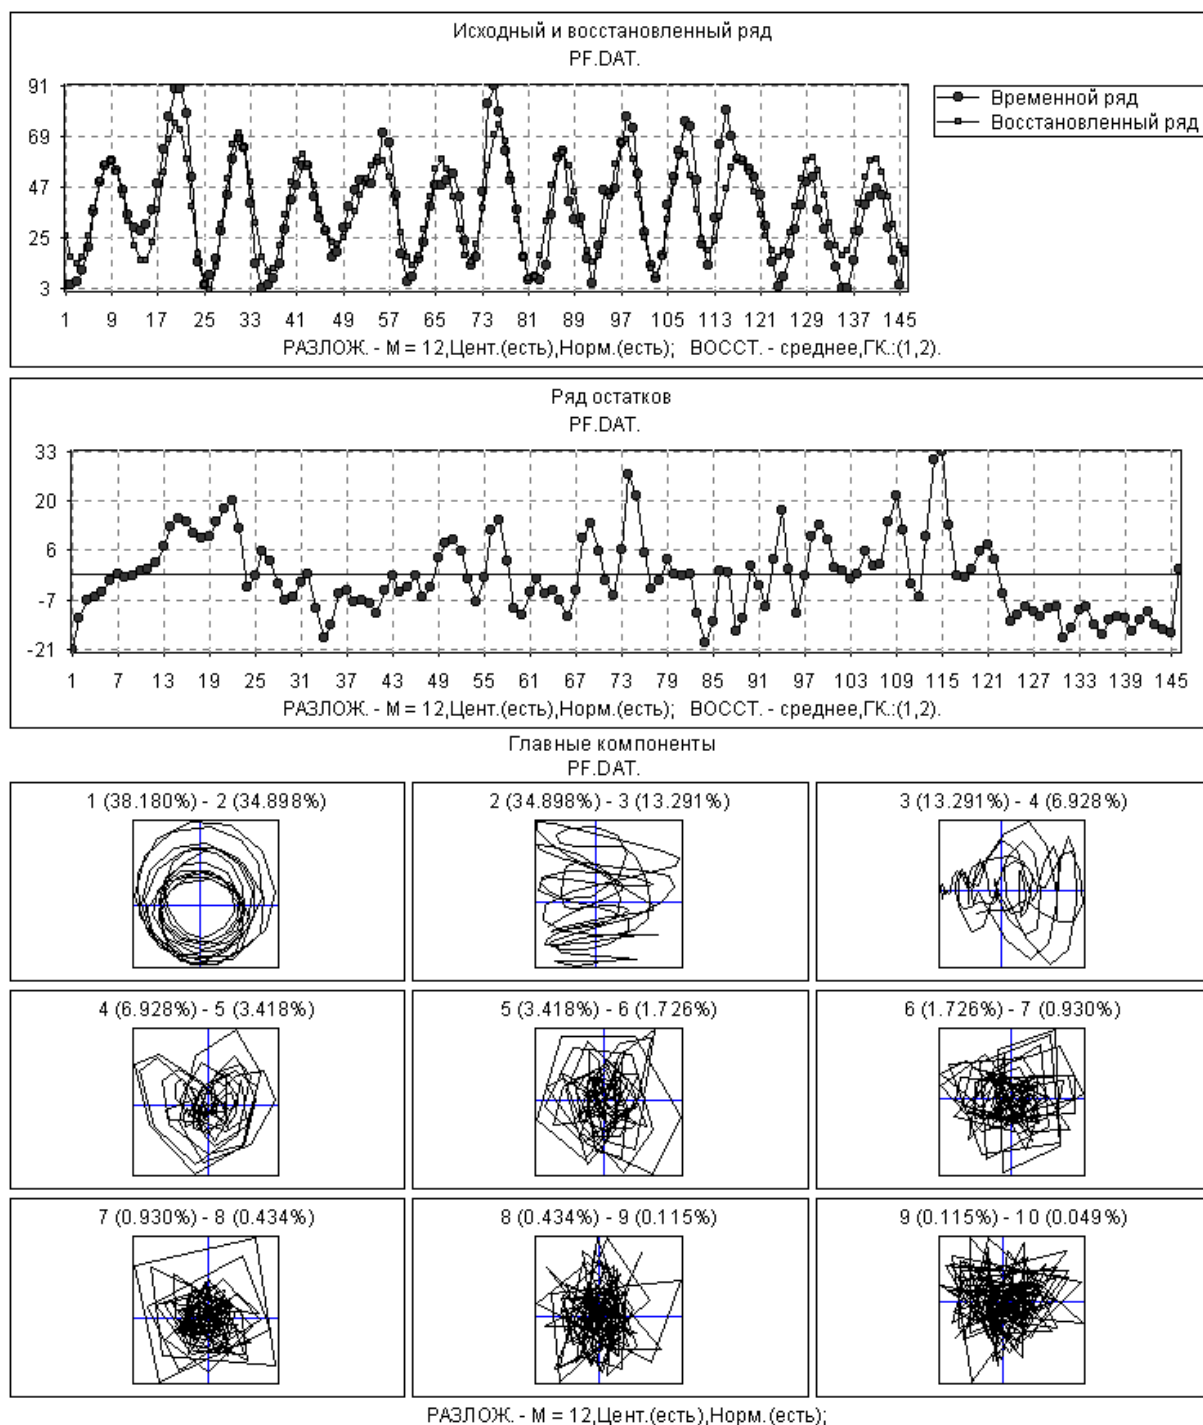 Исходный и восстановленный ряд
PF.DAT.
91
69
47
25
3
1 9 17 25 33 41 49 57 65 73 81 89 97 105 113 121 129 137 145
РАЗЛОЖ. - M = 12,Цент.(есть),Норм.(есть); ВОССТ. - среднее,ГК.:(1,2).
Временной ряд
Восстановленный ряд
Ряд остатков
PF.DAT.
33
20
6
-7
-21
1 7 13 19 25 31 37 43 49 55 61 67 73 79 85 91 97 103 109 115 121 127 133 139 145
РАЗЛОЖ. - M = 12,Цент.(есть),Норм.(есть); ВОССТ. - среднее,ГК.:(1,2).
Главные компоненты
PF.DAT.
1 (38.180%) - 2 (34.898%)
2 (34.898%) - 3 (13.291%)
3 (13.291%) - 4 (6.928%)
4 (6.928%) - 5 (3.418%)
5 (3.418%) - 6 (1.726%)
6 (1.726%) - 7 (0.930%)
7 (0.930%) - 8 (0.434%)
8 (0.434%) - 9 (0.115%)
9 (0.115%) - 10 (0.049%)
РАЗЛОЖ. - M = 12,Цент.(есть),Норм.(есть);